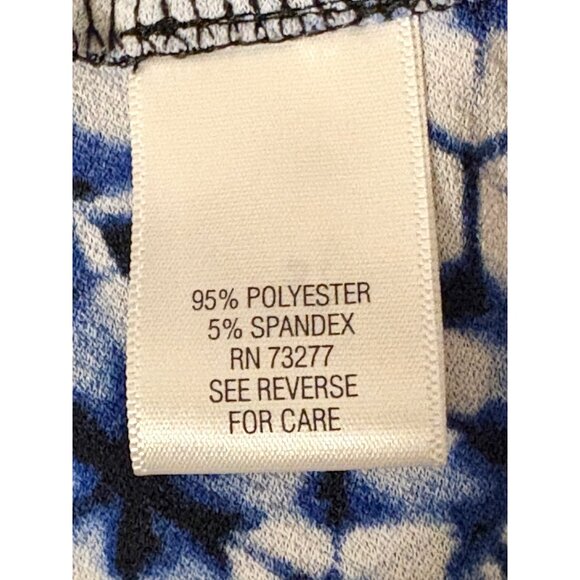 95% POLYESTER
5% SPANDEX
RN 73277
SEE REVERSE
FOR CARE